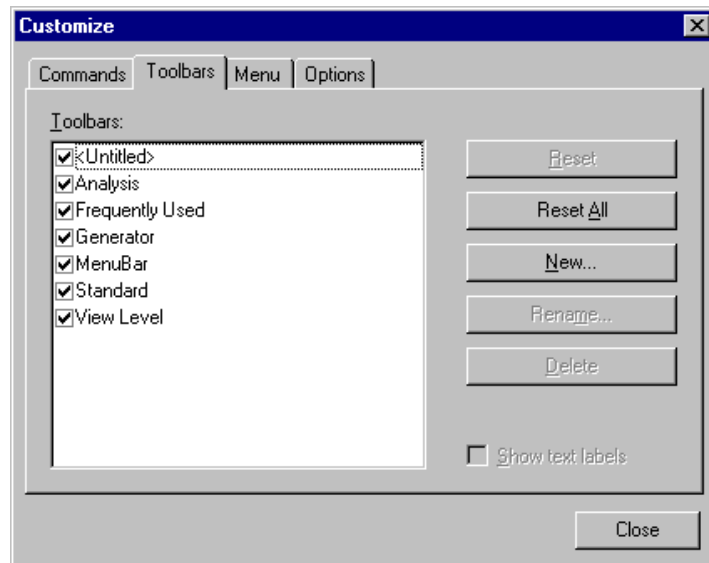 Customize
Commands Toolbars Menu Options
Toolbars:
<Untitled>
Analysis
Frequently Used
Generator
MenuBar
Standard
View Level
Reset
Reset All
New...
Rename...
Delete
Show text labels
Close